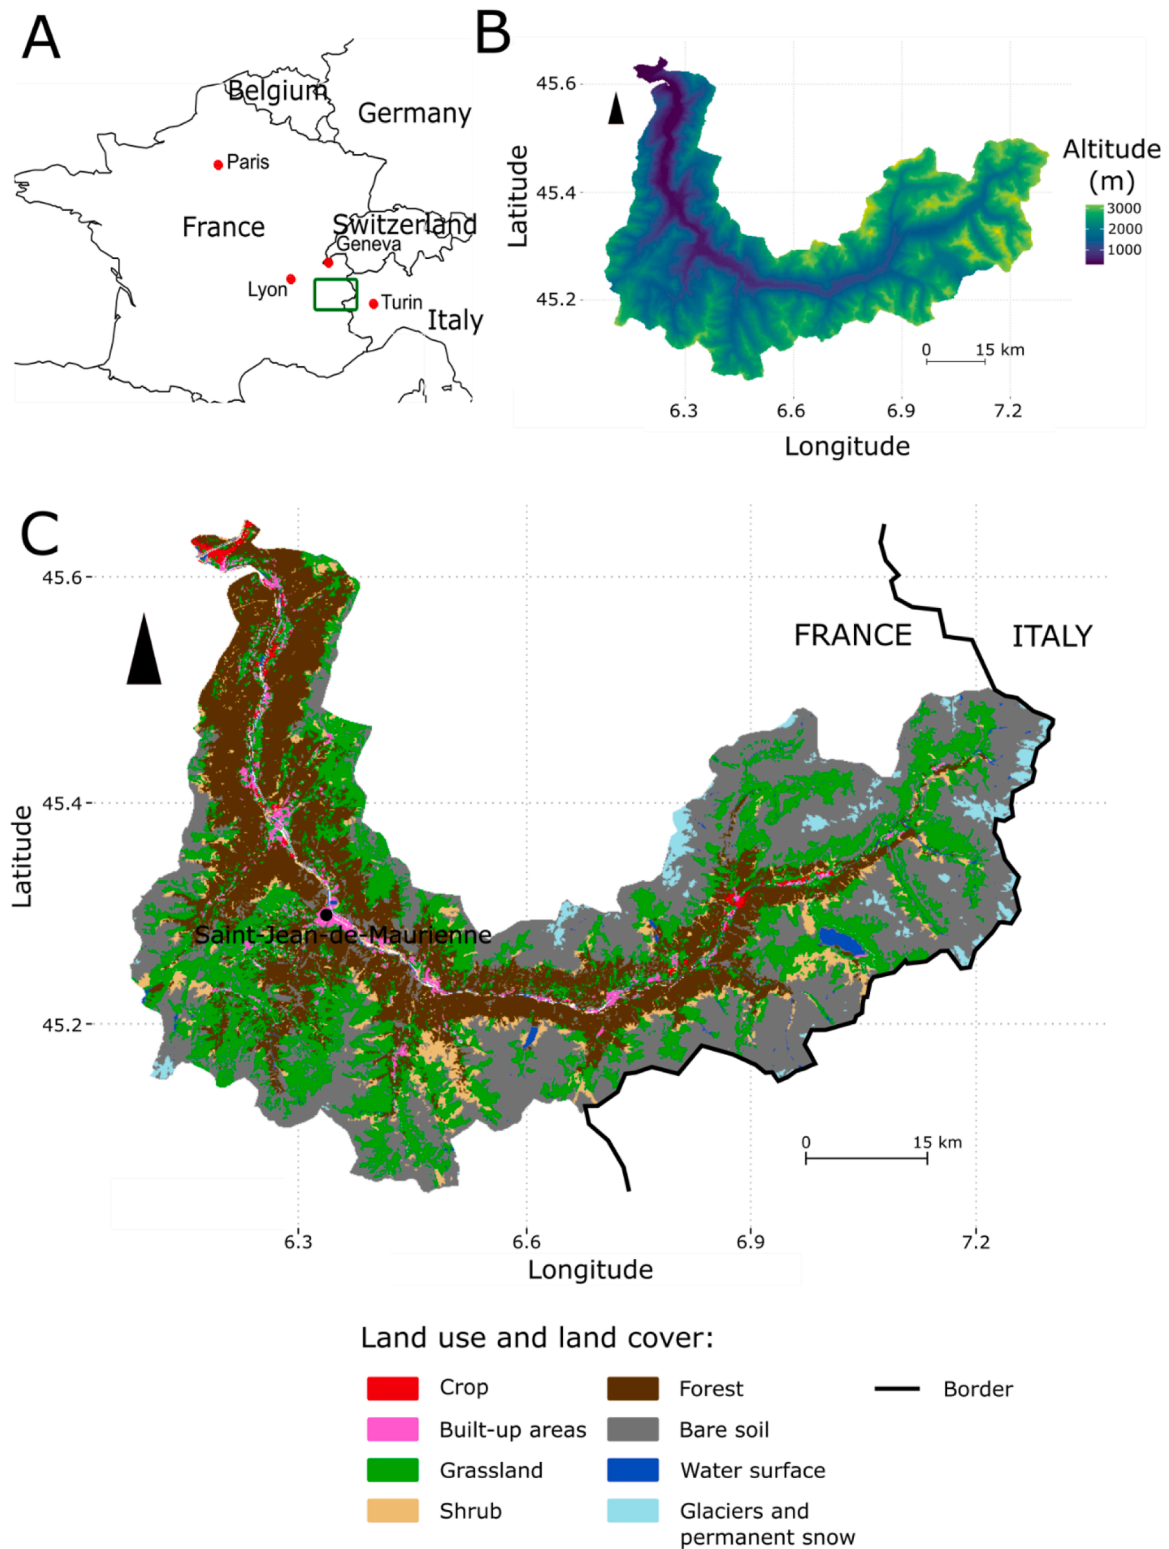 A
Belgium
Germany
Paris
France
Switzerland
Geneva
Lyon
Turin
Italy
B
45.6
45.4
45.2
Latitude
Altitude
(m)
3000
2000
1000
0 15 km
6.3 6.6 6.9 7.2
Longitude
C
45.6
FRANCE ITALY
45.4
Latitude
Saint-Jean-de-Maurienne
45.2
0 15 km
6.3 6.6 6.9 7.2
Longitude
Land use and land cover:
Crop Forest Border
Built-up areas Bare soil
Grassland Water surface
Shrub Glaciers and
permanent snow